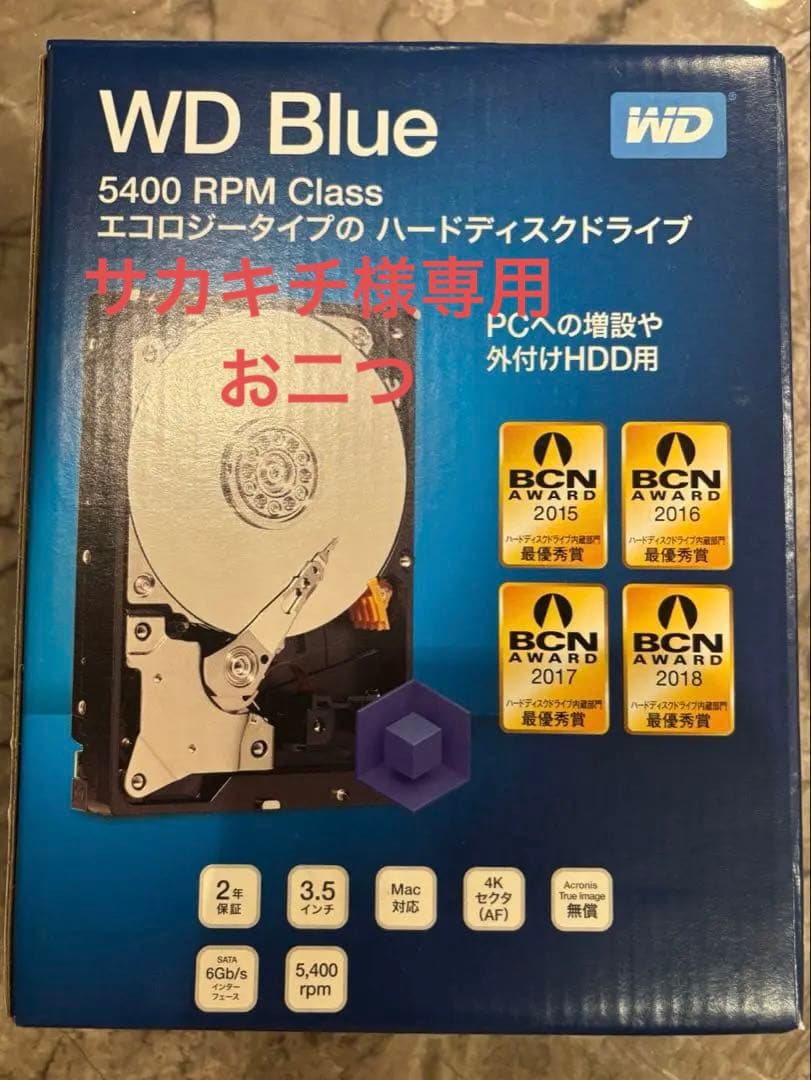 WD Blue
WD®
5400 RPM Class
エコロジータイプの ハードディスクドライブ
サカキチ様専用
お二つ
PCへの増設や
外付けHDD用
BCN
AWARD
2015
ハードディスクドライブ内蔵部門
最優秀賞
BCN
AWARD
2016
ハードディスクドライブ内蔵部門
最優秀賞
BCN
AWARD
2017
ハードディスクドライブ内蔵部門
最優秀賞
BCN
AWARD
2018
ハードディスクドライブ内蔵部門
最優秀賞
2年
保証
3.5
インチ
Mac
対応
4K
セクタ
(AF)
Acronis
True Image
無償
SATA
6Gb/s
インター
フェース
5,400
rpm